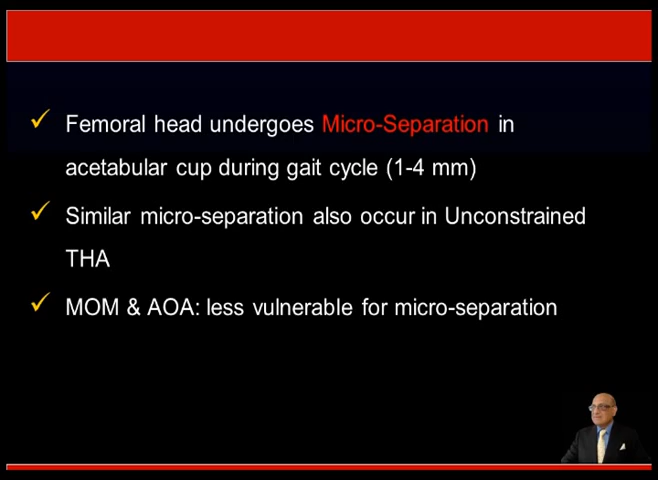 ✓ Femoral head undergoes Micro-Separation in
acetabular cup during gait cycle (1-4 mm)
✓ Similar micro-separation also occur in Unconstrained
THA
✓ MOM & AOA: less vulnerable for micro-separation